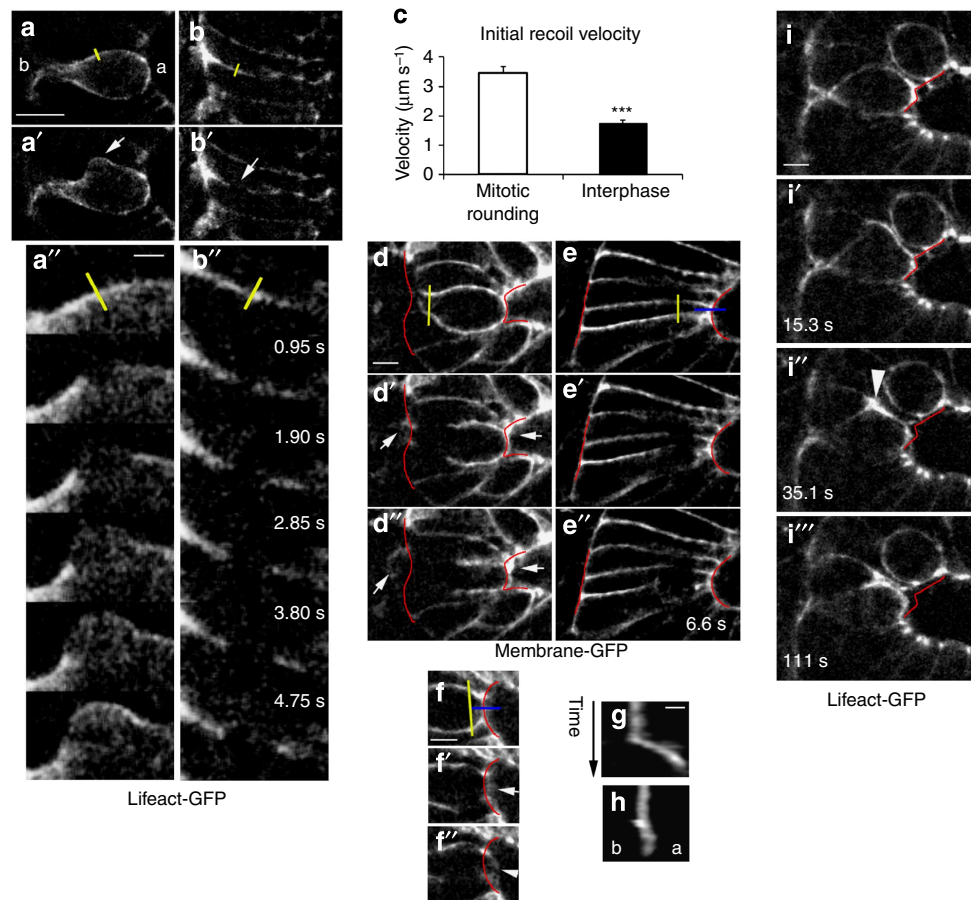 a
b
a
a′
b
b′
a″
b″
0.95 s
1.90 s
2.85 s
3.80 s
4.75 s
Lifeact-GFP
c
Initial recoil velocity
Velocity (μm s⁻¹)
4
3
2
1
0
***
Mitotic rounding
Interphase
d
e
d′
e′
d″
e″
6.6 s
Membrane-GFP
f
f′
f″
Time
g
h
b
a
i
i′
15.3 s
i″
35.1 s
i‴
111 s
Lifeact-GFP